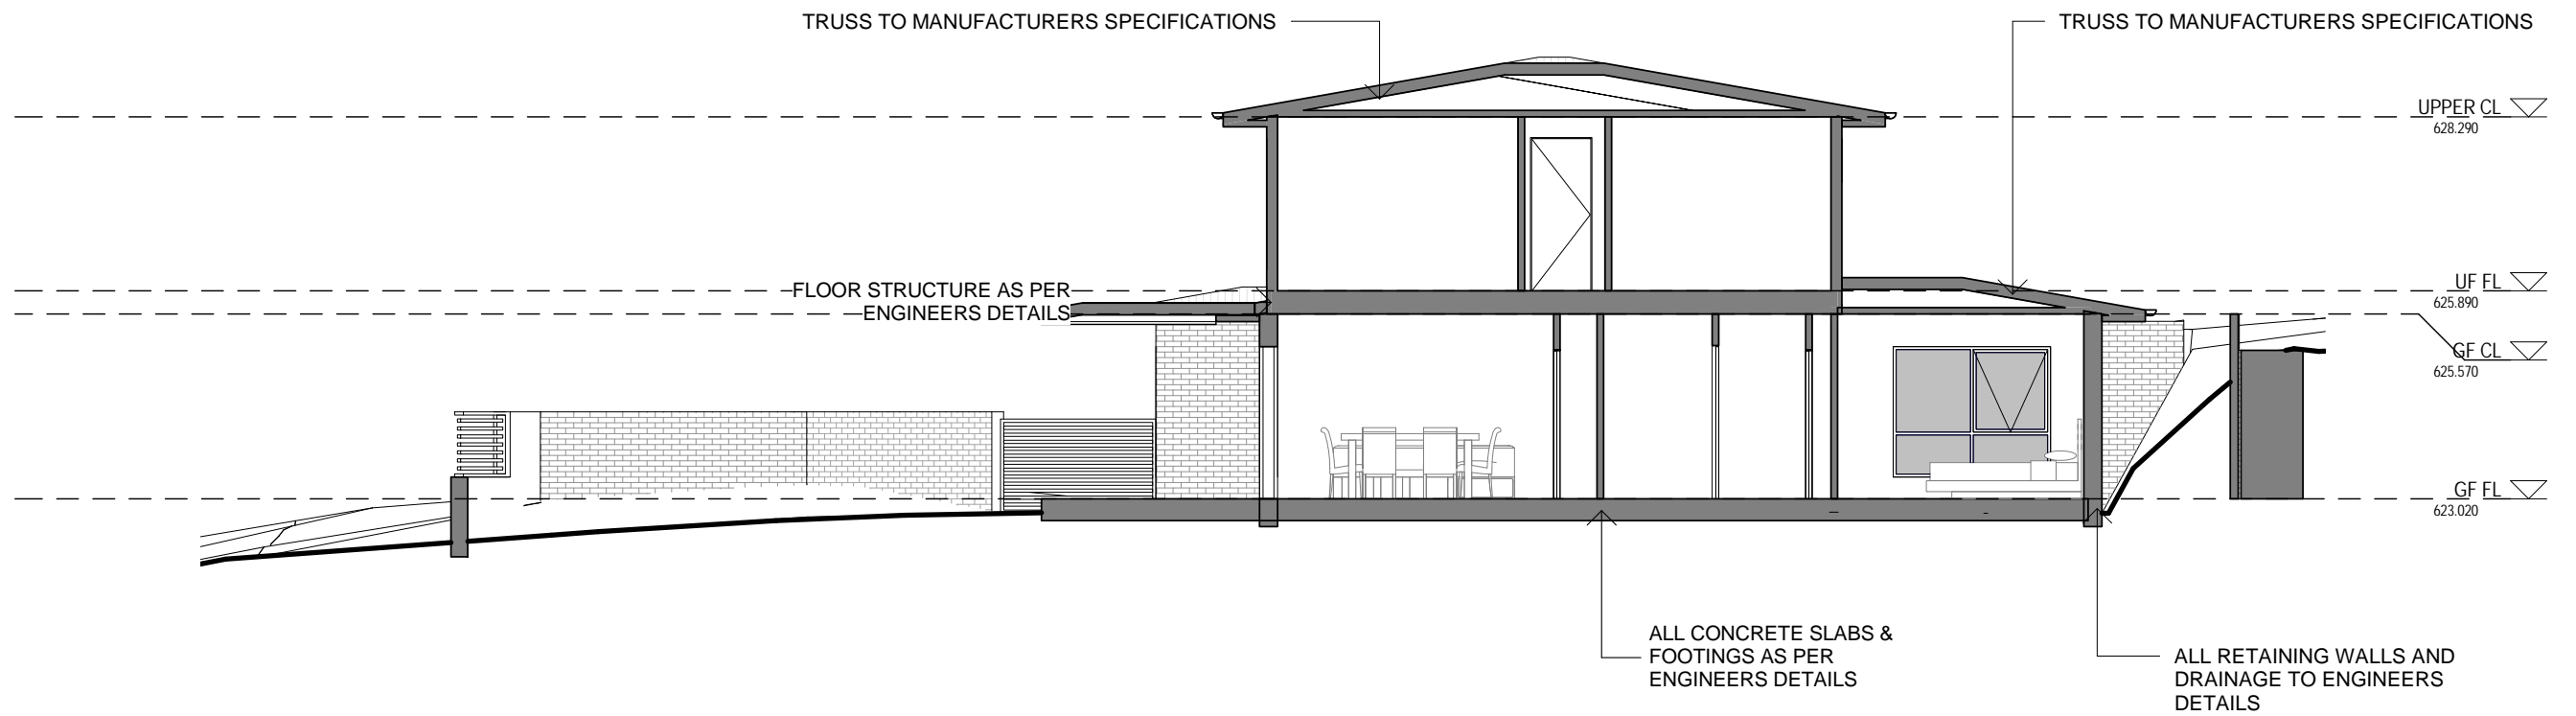 TRUSS TO MANUFACTURERS SPECIFICATIONS
TRUSS TO MANUFACTURERS SPECIFICATIONS
UPPER CL
628.290
FLOOR STRUCTURE AS PER
ENGINEERS DETAILS
UF FL
625.890
GF CL
625.570
GF FL
623.020
ALL CONCRETE SLABS &
FOOTINGS AS PER
ENGINEERS DETAILS
ALL RETAINING WALLS AND
DRAINAGE TO ENGINEERS
DETAILS